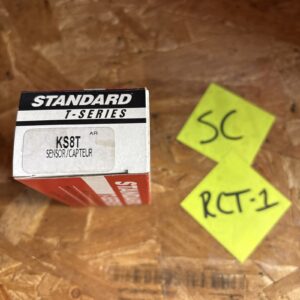 STANDARD
T-SERIES
AR
KS8T
SENSOR/CAPTEUR
SC
RCT-1